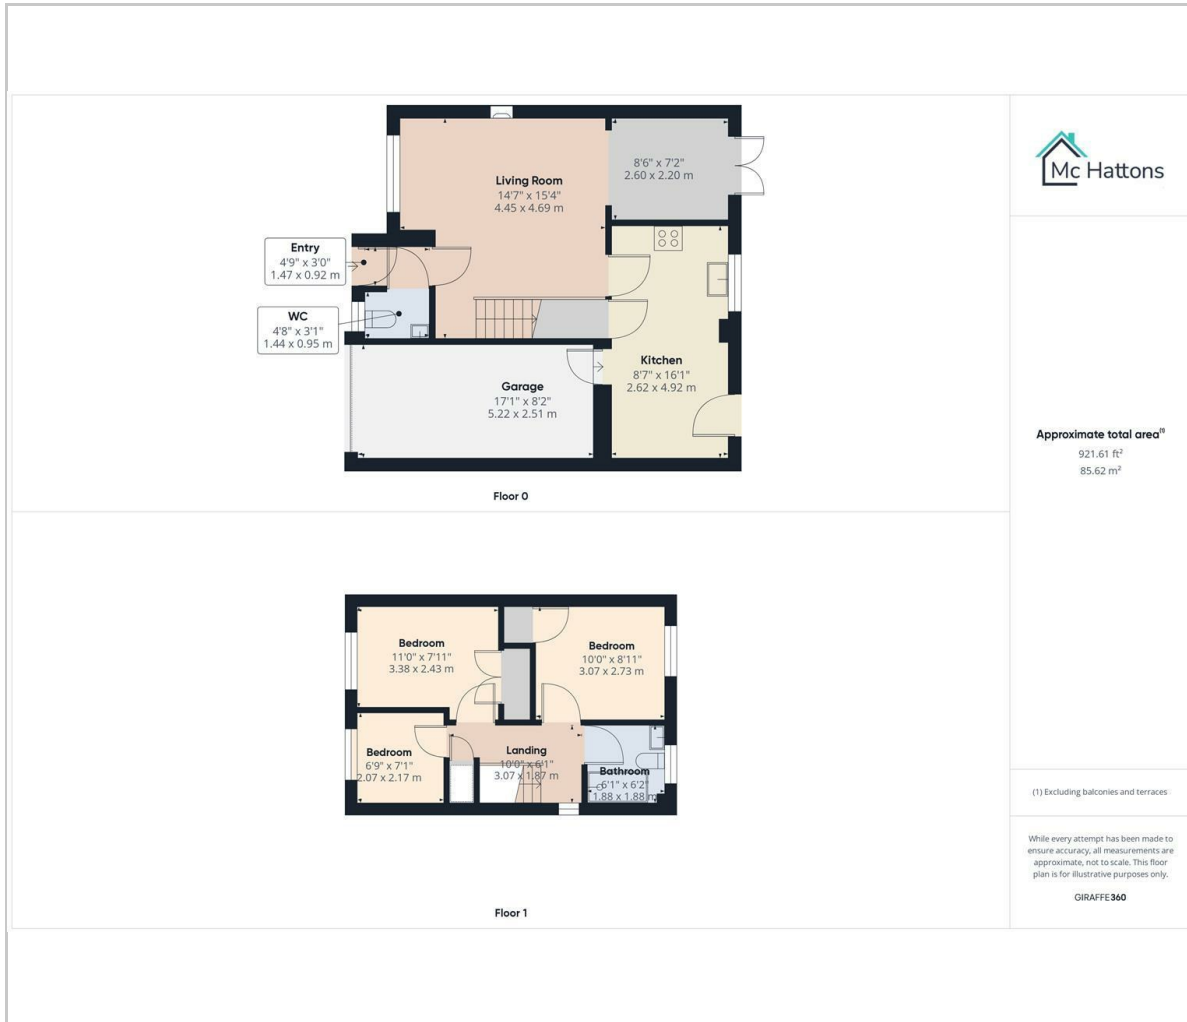 Living Room
14'7" x 15'4"
4.45 x 4.69 m
8'6" x 7'2"
2.60 x 2.20 m
Entry
4'9" x 3'0"
1.47 x 0.92 m
WC
4'8" x 3'1"
1.44 x 0.95 m
Kitchen
8'7" x 16'1"
2.62 x 4.92 m
Garage
17'1" x 8'2"
5.22 x 2.51 m
Floor 0
Bedroom
11'0" x 7'11"
3.38 x 2.43 m
Bedroom
10'0" x 8'11"
3.07 x 2.73 m
Bedroom
6'9" x 7'1"
2.07 x 2.17 m
Landing
10'0" x 6'1"
3.07 x 1.87 m
Bathroom
6'1" x 6'2"
1.88 x 1.88 m
Floor 1
Mc Hattons
Approximate total area(1)
921.61 ft²
85.62 m²
(1) Excluding balconies and terraces
While every attempt has been made to
ensure accuracy, all measurements are
approximate, not to scale. This floor
plan is for illustrative purposes only.
GIRAFFE360